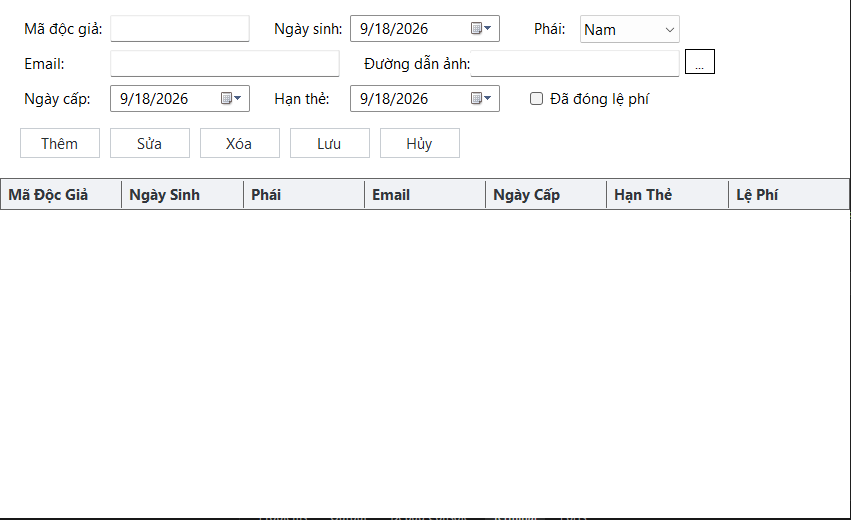 Mã độc giả: Ngày sinh: 9/18/2026 Phái: Nam
Email: Đường dẫn ảnh: ...
Ngày cấp: 9/18/2026 Hạn thẻ: 9/18/2026 Đã đóng lệ phí
Thêm Sửa Xóa Lưu Hủy
Mã Độc Giả Ngày Sinh Phái Email Ngày Cấp Hạn Thẻ Lệ Phí